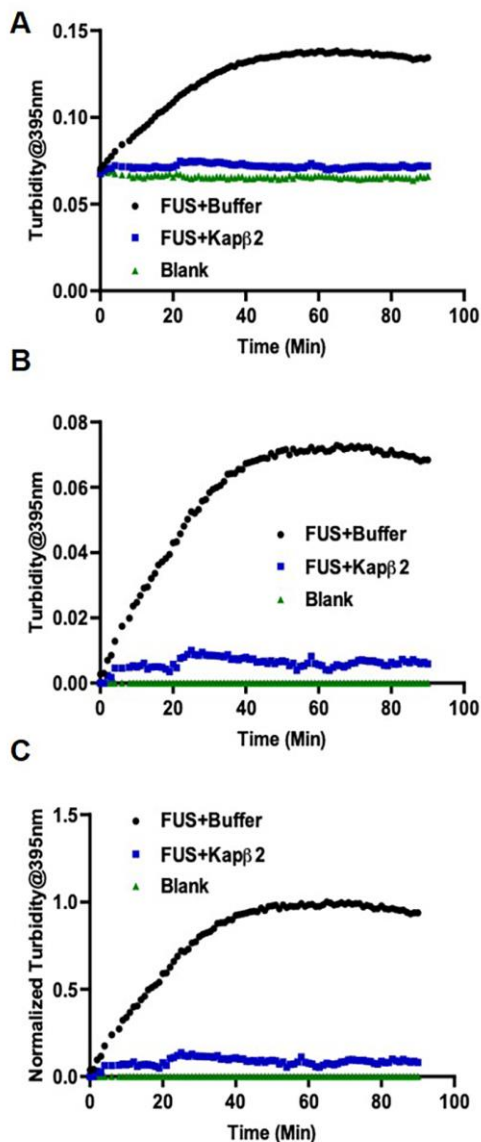 A
0.15
0.10
0.05
0.00
Turbidity@395nm
FUS+Buffer
FUS+Kapβ2
Blank
0 20 40 60 80 100
Time (Min)
B
0.08
0.06
0.04
0.02
0.00
Turbidity@395nm
FUS+Buffer
FUS+Kapβ2
Blank
0 20 40 60 80 100
Time (Min)
C
1.5
1.0
0.5
0.0
Normalized Turbidity@395nm
FUS+Buffer
FUS+Kapβ2
Blank
0 20 40 60 80 100
Time (Min)